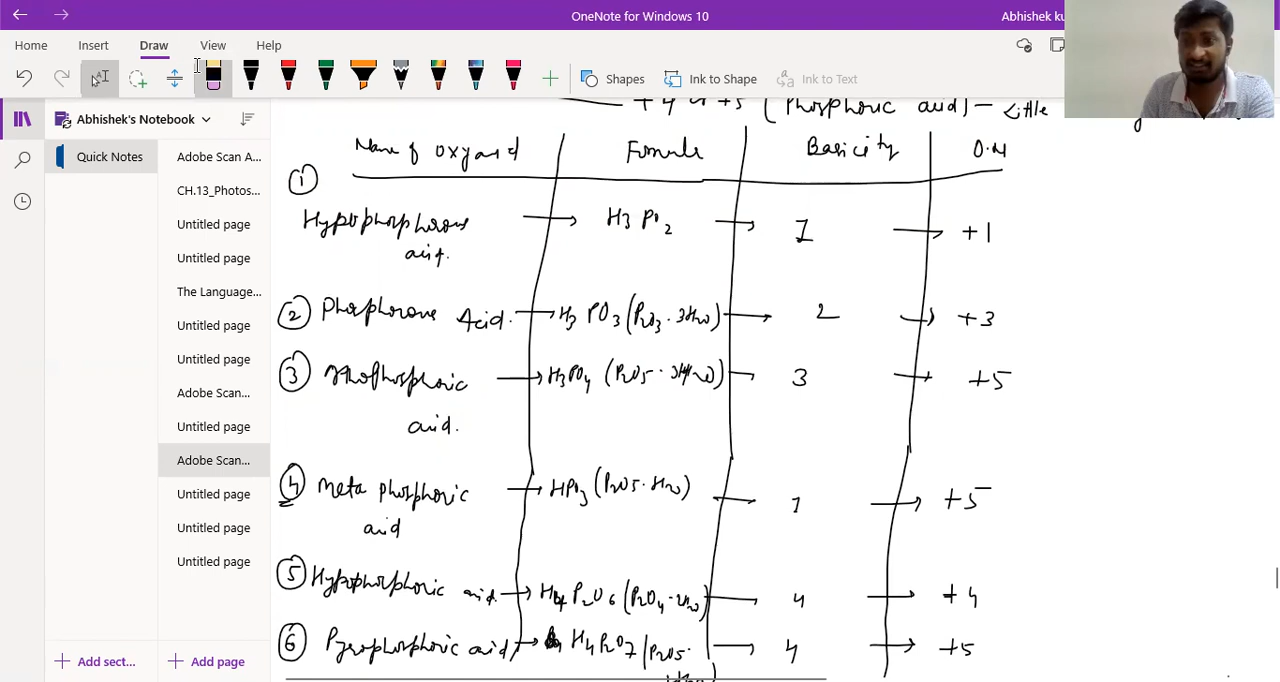 OneNote for Windows 10
Abhishek ku
Home Insert Draw View Help
Shapes Ink to Shape Ink to Text
Abhishek's Notebook
Quick Notes
Adobe Scan A...
CH.13_Photos...
Untitled page
Untitled page
The Language...
Untitled page
Untitled page
Adobe Scan...
Untitled page
Adobe Scan...
Untitled page
Untitled page
Untitled page
Add sect... Add page
+5 (Phosphoric acid) - Little
Name of oxyacid Formula Basicity O.N
1
Hypophosphorous → H3PO2 → 1 → +1
acid.
2 Phosphorous Acid. → H3PO3 (P2O3.3H2O) → 2 → +3
3 Orthophosphoric → H3PO4 (P2O5.3H2O) — 3 → +5
acid.
4 Meta phosphoric → HPO3 (P2O5.H2O) — 1 → +5
acid
5 Hypophosphoric acid → H4P2O6 (P2O4.2H2O) — 4 → +4
6 Pyrophosphoric acid → H4P2O7 (P2O5. — 4 → +5